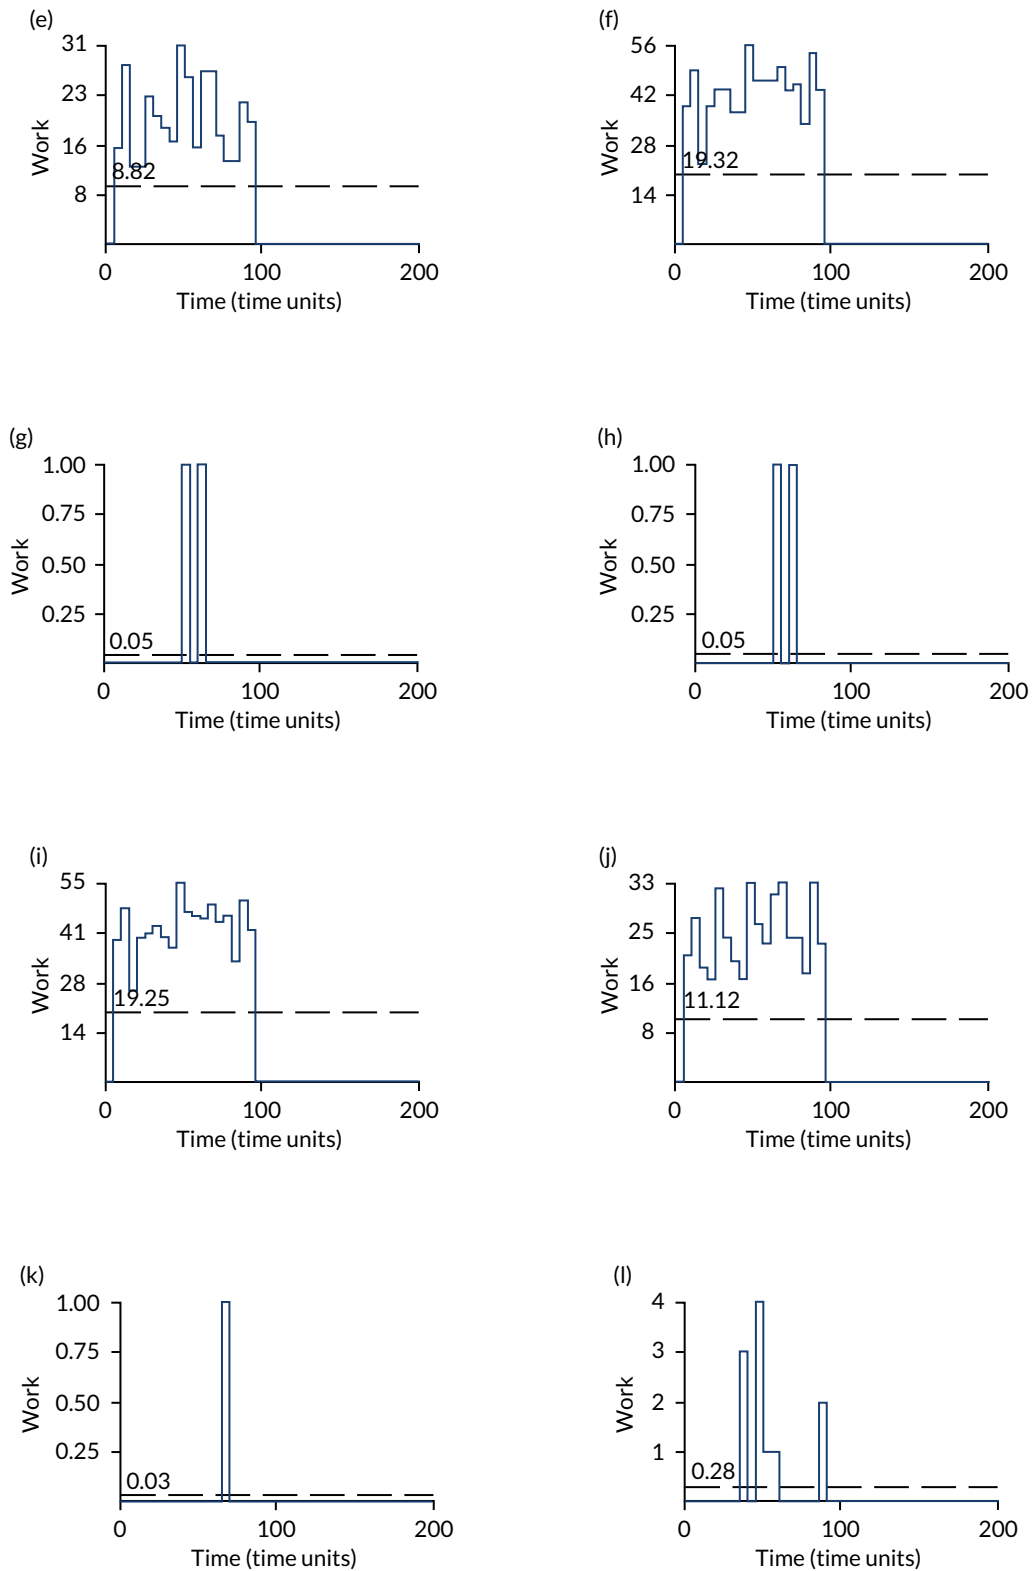 (e)
31
23
16
8
8.82
Work
0 100 200
Time (time units)
(f)
56
42
28
14
19.32
Work
0 100 200
Time (time units)
(g)
1.00
0.75
0.50
0.25
0.05
Work
0 100 200
Time (time units)
(h)
1.00
0.75
0.50
0.25
0.05
Work
0 100 200
Time (time units)
(i)
55
41
28
14
19.25
Work
0 100 200
Time (time units)
(j)
33
25
16
8
11.12
Work
0 100 200
Time (time units)
(k)
1.00
0.75
0.50
0.25
0.03
Work
0 100 200
Time (time units)
(l)
4
3
2
1
0.28
Work
0 100 200
Time (time units)